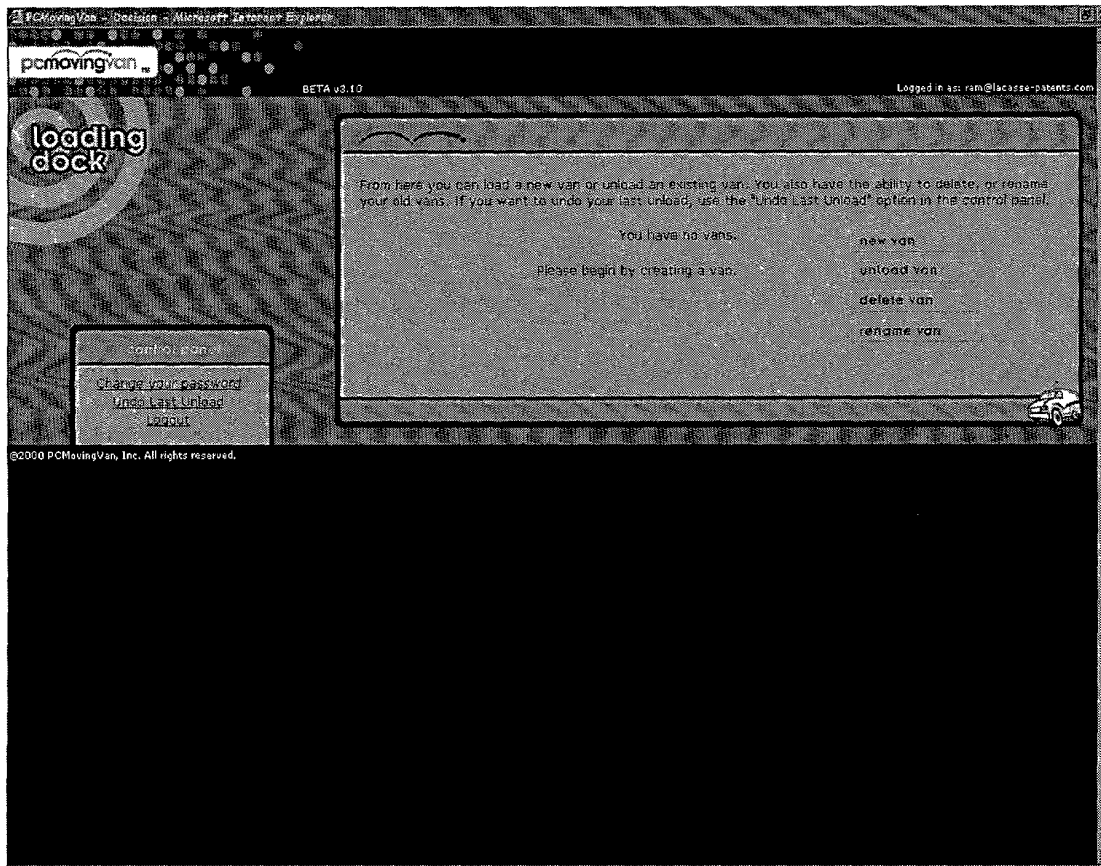 PCMovingVan - Decision - Microsoft Internet Explorer
pcmovingvan TM
BETA v3.10
Logged in as: ram@lacasse-patents.com
loading
dock
From here you can load a new van or unload an existing van. You also have the ability to delete, or rename
your old vans. If you want to undo your last unload, use the "Undo Last Unload" option in the control panel.
You have no vans.
new van
Please begin by creating a van.
unload van
delete van
rename van
control panel
Change your password
Undo Last Unload
Logout
@2000 PCMovingVan, Inc. All rights reserved.